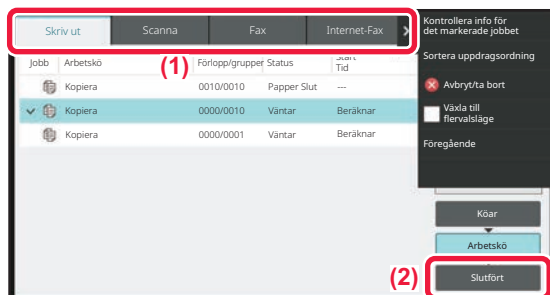 Skriv ut
Scanna
Fax
Internet-Fax
Jobb
Arbetskö
(1)
Förlopp/grupper
Status
Start
Tid
Kopiera
0010/0010
Papper Slut
---
Kopiera
0000/0010
Väntar
Beräknar
Kopiera
0000/0001
Väntar
Beräknar
Kontrollera info för
det markerade jobbet
Sortera uppdragsordning
Avbryt/ta bort
Växla till
flervalsläge
Föregående
Köar
Arbetskö
(2)
Slutfört